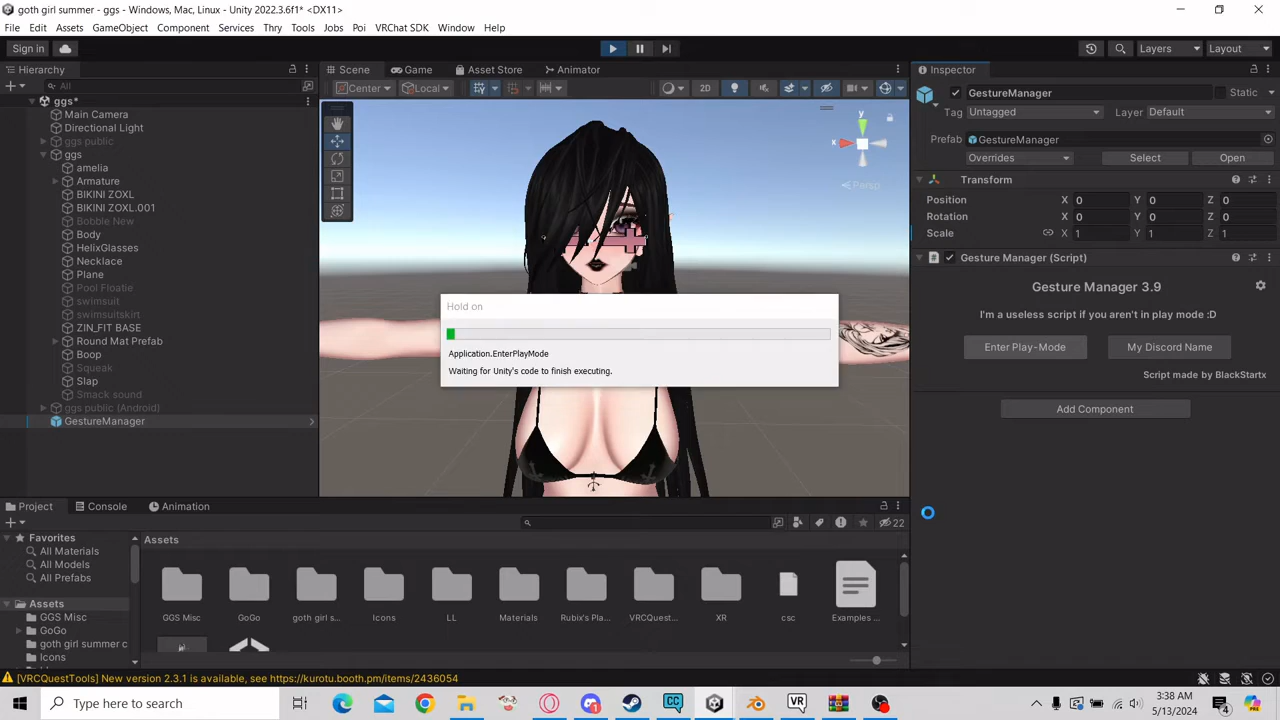 goth girl summer - ggs - Windows, Mac, Linux - Unity 2022.3.6f1* <DX11>
File Edit Assets GameObject Component Services Thry Tools Jobs Poi VRChat SDK Window Help
Sign in
Layers
Layout
Hierarchy
All
ggs*
Main Camera
Directional Light
ggs public
ggs
amelia
Armature
BIKINI ZOXL
BIKINI ZOXL.001
Bobble New
Body
HelixGlasses
Necklace
Plane
Pool Floatie
swimsuit
swimsuitskirt
ZIN_FIT BASE
Round Mat Prefab
Boop
Squeak
Slap
Smack sound
ggs public (Android)
GestureManager
Scene Game Asset Store Animator
Center Local 2D
y
x
Persp
Hold on
Application.EnterPlayMode
Waiting for Unity's code to finish executing.
Inspector
GestureManager Static
Tag Untagged Layer Default
Prefab GestureManager
Overrides Select Open
Transform
Position X 0 Y 0 Z 0
Rotation X 0 Y 0 Z 0
Scale X 1 Y 1 Z 1
Gesture Manager (Script)
Gesture Manager 3.9
I'm a useless script if you aren't in play mode :D
Enter Play-Mode My Discord Name
Script made by BlackStartx
Add Component
Project Console Animation
22
Favorites
All Materials
All Models
All Prefabs
Assets
GGS Misc
GoGo
goth girl summer c
Icons
Assets
GGS Misc GoGo goth girl s... Icons LL Materials Rubix's Pla... VRCQuest... XR csc Examples ...
[VRCQuestTools] New version 2.3.1 is available, see https://kurotu.booth.pm/items/2436054
Type here to search
CC
VR
1
3:38 AM
5/13/2024
4